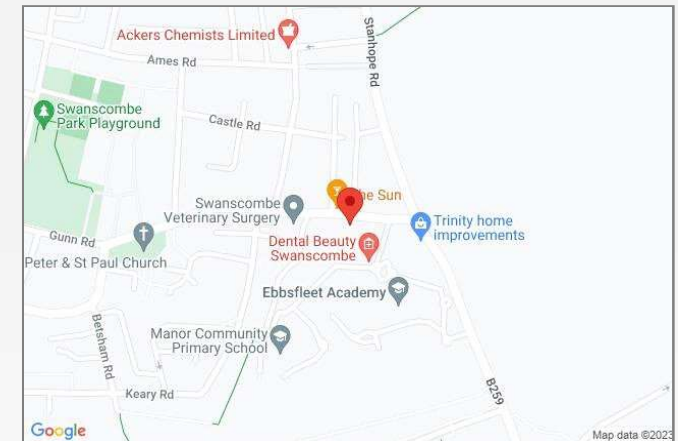 Ackers Chemists Limited
Ames Rd
Stanhope Rd
Swanscombe
Park Playground
Castle Rd
The Sun
Swanscombe
Veterinary Surgery
Trinity home
improvements
Gunn Rd
Dental Beauty
Swanscombe
Peter & St Paul Church
Ebbsfleet Academy
Manor Community
Primary School
Betsham Rd
Keary Rd
B259
Google
Map data ©2023